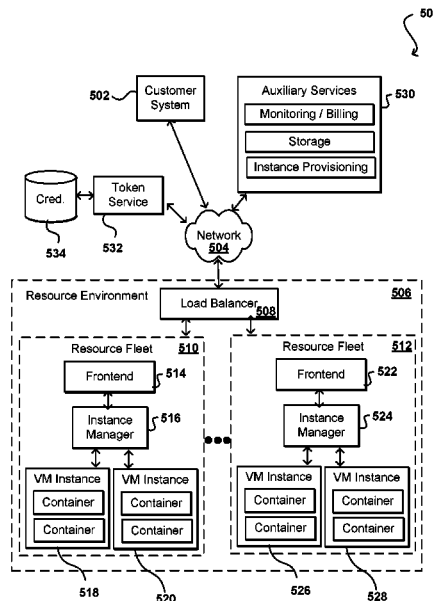 50
502
Customer
System
Auxiliary Services
Monitoring / Billing
Storage
Instance Provisioning
530
Cred.
534
Token
Service
532
Network
504
Resource Environment
506
Load Balancer
508
Resource Fleet
510
Frontend
514
Instance
Manager
516
VM Instance
Container
Container
518
VM Instance
Container
Container
520
Resource Fleet
512
Frontend
522
Instance
Manager
524
VM Instance
Container
Container
526
VM Instance
Container
Container
528